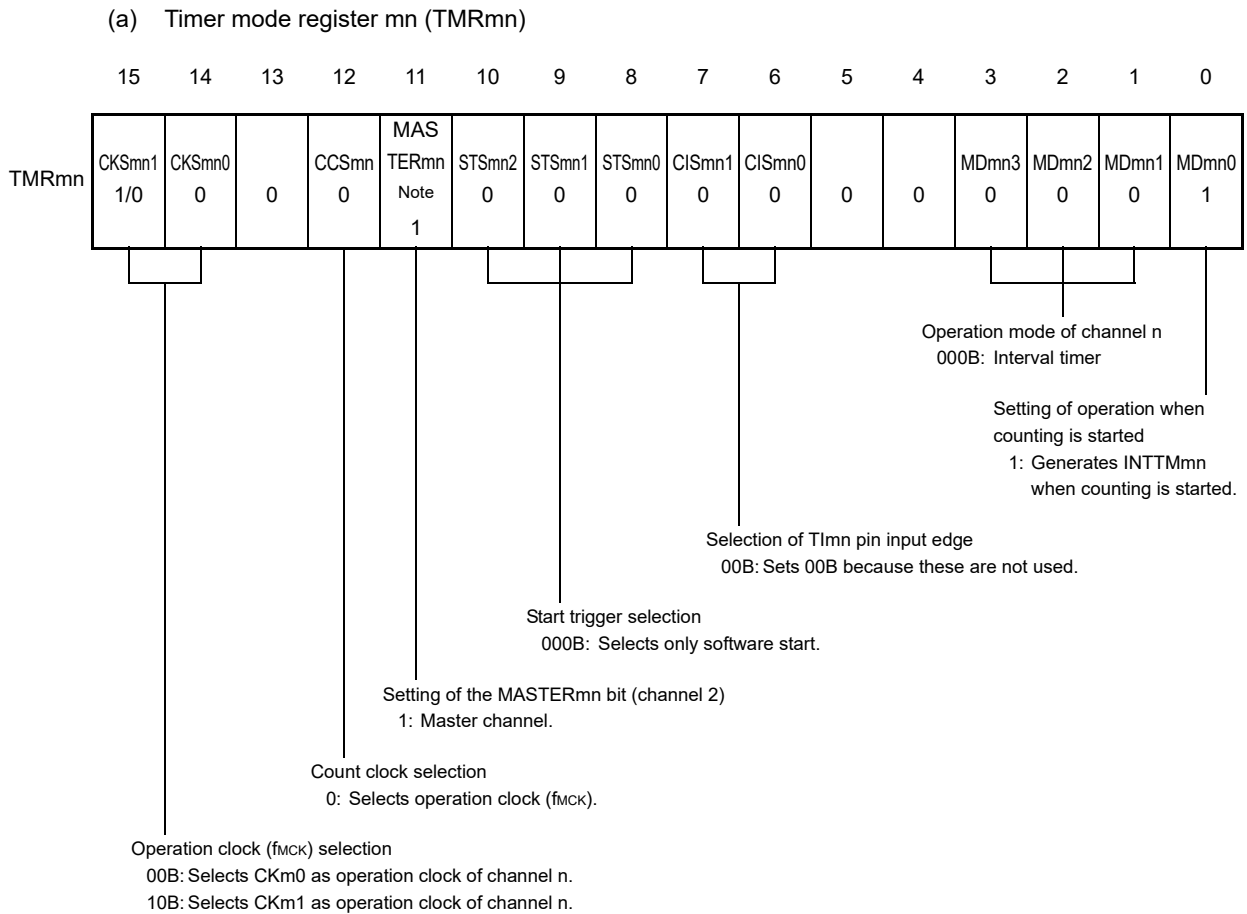 (a) Timer mode register mn (TMRmn)
15 14 13 12 11 10 9 8 7 6 5 4 3 2 1 0
TMRmn
CKSmn1 1/0
CKSmn0 0
0
CCSmn 0
MAS
TERmn
Note
1
STSmn2 0
STSmn1 0
STSmn0 0
CISmn1 0
CISmn0 0
0
0
MDmn3 0
MDmn2 0
MDmn1 0
MDmn0 1
Operation mode of channel n
000B: Interval timer
Setting of operation when
counting is started
1: Generates INTTMmn
when counting is started.
Selection of TImn pin input edge
00B: Sets 00B because these are not used.
Start trigger selection
000B: Selects only software start.
Setting of the MASTERmn bit (channel 2)
1: Master channel.
Count clock selection
0: Selects operation clock (fMCK).
Operation clock (fMCK) selection
00B: Selects CKm0 as operation clock of channel n.
10B: Selects CKm1 as operation clock of channel n.